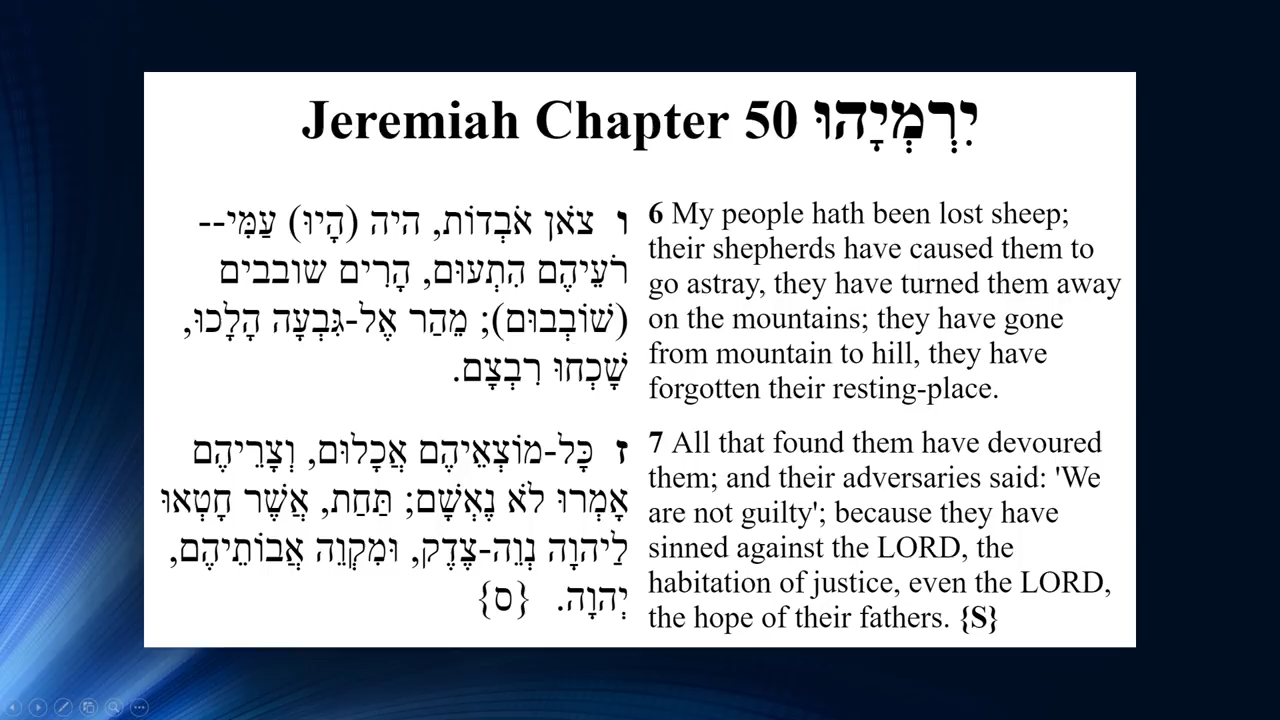 Jeremiah Chapter 50 יִרְמְיָהוּ
ו צֹאן אֹבְדוֹת, היה (הָיוּ) עַמִּי--
רֹעֵיהֶם הִתְעוּם, הָרִים שובבים
(שׁוֹבְבוּם); מֵהַר אֶל-גִּבְעָה הָלָכוּ,
שָׁכְחוּ רִבְצָם.
6 My people hath been lost sheep;
their shepherds have caused them to
go astray, they have turned them away
on the mountains; they have gone
from mountain to hill, they have
forgotten their resting-place.
ז כָּל-מוֹצְאֵיהֶם אֲכָלוּם, וְצָרֵיהֶם
אָמְרוּ לֹא נֶאְשָׁם; תַּחַת, אֲשֶׁר חָטְאוּ
לַיהוָה נְוֵה-צֶדֶק, וּמִקְוֵה אֲבוֹתֵיהֶם,
יְהוָה. {ס}
7 All that found them have devoured
them; and their adversaries said: 'We
are not guilty'; because they have
sinned against the LORD, the
habitation of justice, even the LORD,
the hope of their fathers. {S}